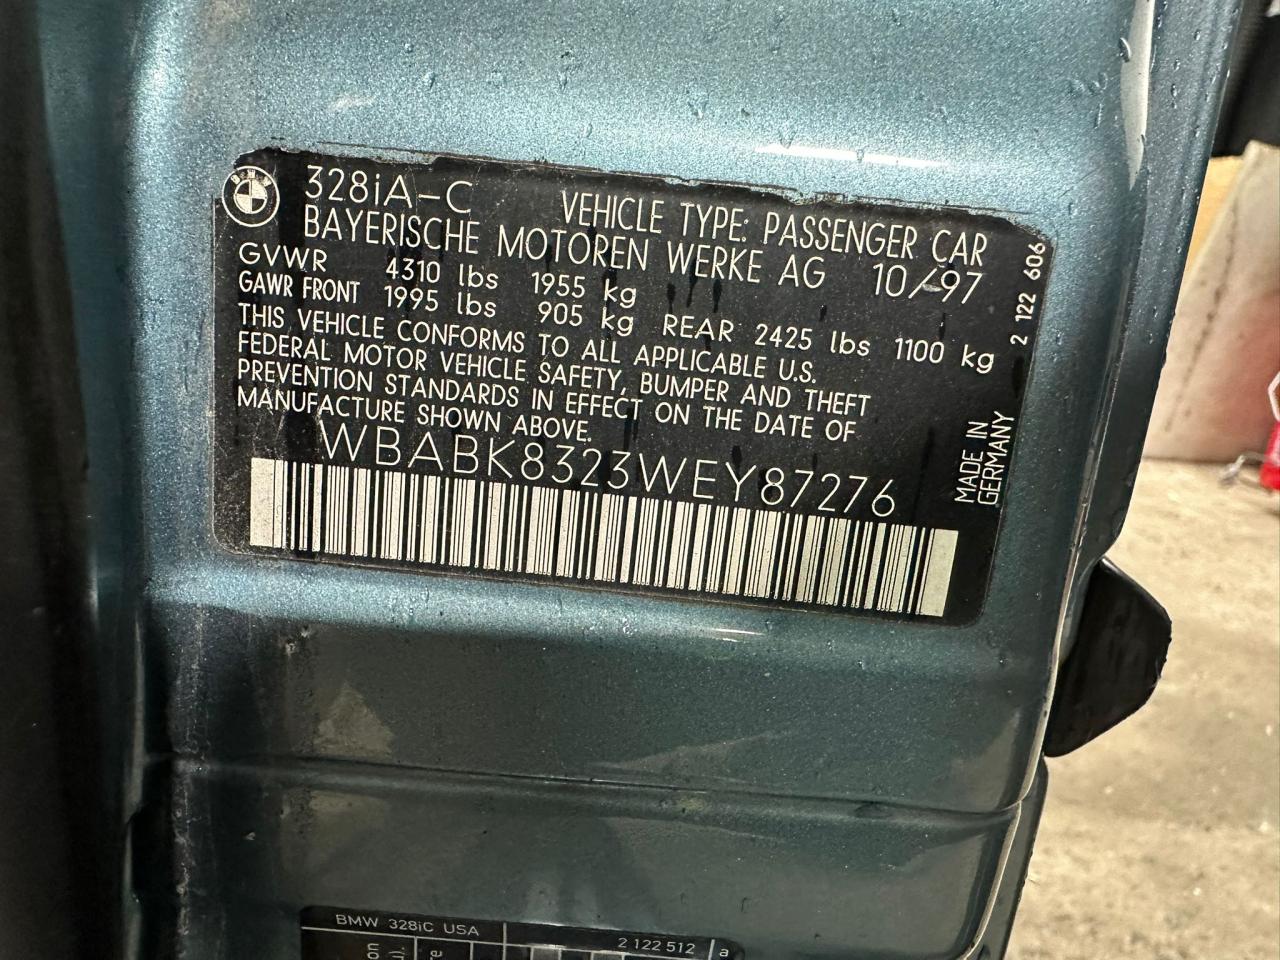 BMW
328iA-C
VEHICLE TYPE: PASSENGER CAR
BAYERISCHE MOTOREN WERKE AG 10/97
GVWR 4310 lbs 1955 kg
GAWR FRONT 1995 lbs 905 kg REAR 2425 lbs 1100 kg
THIS VEHICLE CONFORMS TO ALL APPLICABLE U.S.
FEDERAL MOTOR VEHICLE SAFETY, BUMPER AND THEFT
PREVENTION STANDARDS IN EFFECT ON THE DATE OF
MANUFACTURE SHOWN ABOVE.
WBABK8323WEY87276
MADE IN
GERMANY
2 122 606
BMW 328iC USA
2 122 512 a